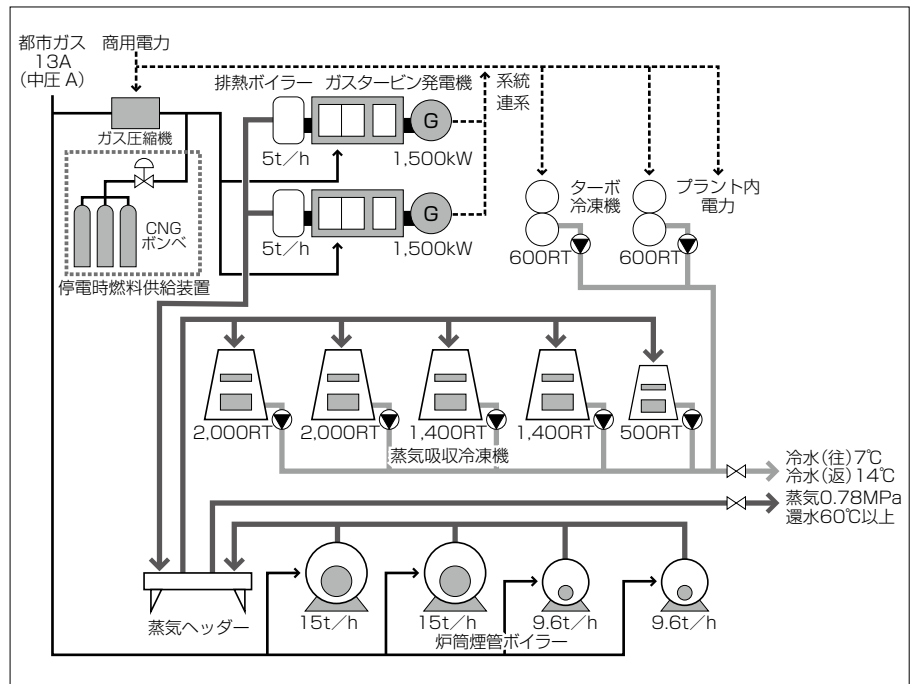 都市ガス
13A
(中圧 A)
商用電力
排熱ボイラー
ガスタービン発電機
系統
連系
G
ガス圧縮機
5t/h
1,500kW
G
ターボ
冷凍機
プラント内
電力
CNG
ボンベ
5t/h
1,500kW
600RT
600RT
停電時燃料供給装置
2,000RT
2,000RT
1,400RT
1,400RT
500RT
蒸気吸収冷凍機
冷水(往)7℃
冷水(返)14℃
蒸気0.78MPa
還水60℃以上
蒸気ヘッダー
15t/h
15t/h
9.6t/h
9.6t/h
炉筒煙管ボイラー